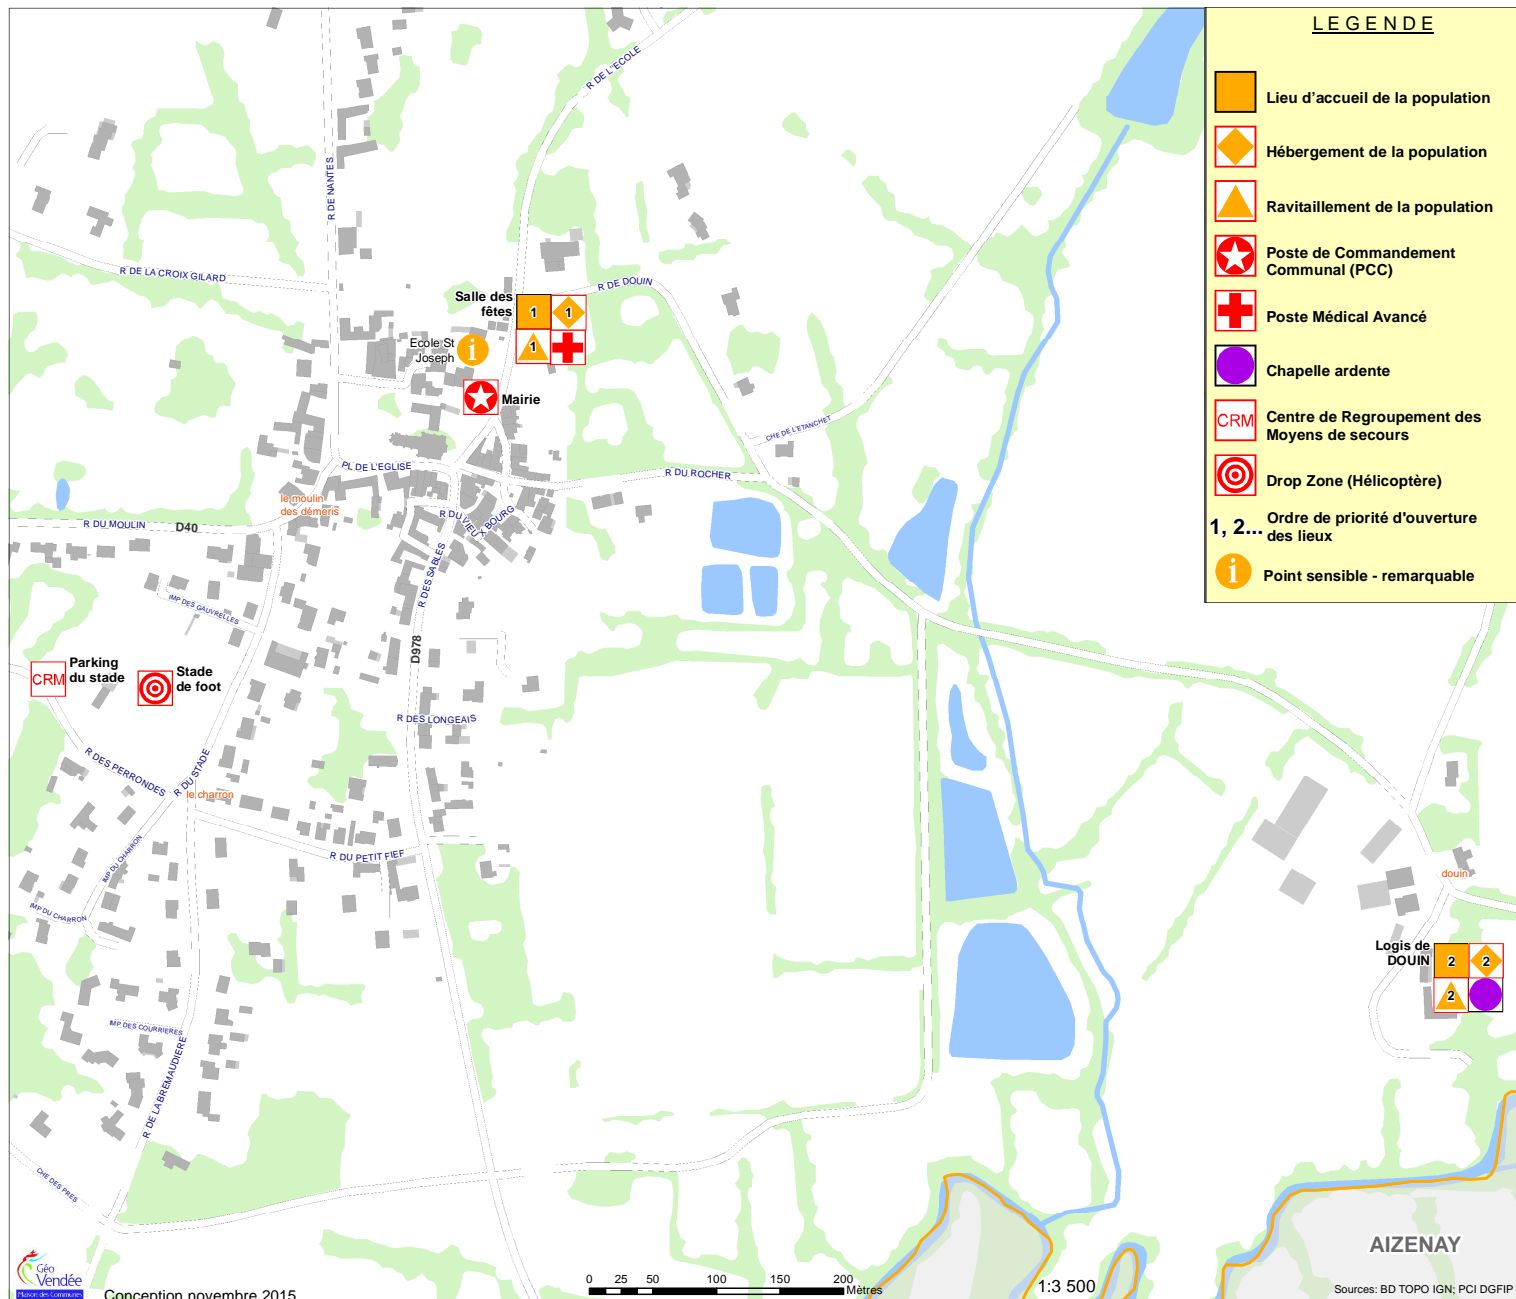 L E G E N D E
Lieu d'accueil de la population
Hébergement de la population
Ravitaillement de la population
Poste de Commandement
Communal (PCC)
Poste Médical Avancé
Chapelle ardente
CRM
Centre de Regroupement des
Moyens de secours
Drop Zone (Hélicoptère)
1, 2...
Ordre de priorité d'ouverture
des lieux
i
Point sensible - remarquable
R DE L'ECOLE
R DE NANTES
R DE LA CROIX GILARD
R DE DOUIN
Salle des
fêtes
1
1
1
Ecole St
Joseph
i
Mairie
CHE DE L'ETANCHET
PL DE L'EGLISE
R DU ROCHER
le moulin
des démeris
R DU MOULIN
D40
R DU VIEUX BOURG
R DES SABLES
IMP DES GAUVRELLES
D978
CRM
Parking
du stade
Stade
de foot
R DES LONGEAIS
R DES PERRONDES
R DU STADE
le charron
IMP DU CHARRON
R DU PETIT FIEF
IMP DU CHARRON
douin
Logis de
DOUIN
2
2
2
IMP DES COURRIERES
R DE LA BREMAUDIERE
CHE DES PRES
AIZENAY
Géo
Vendée
Maison des Communes
Conception novembre 2015
0 25 50 100 150 200
Mètres
1:3 500
Sources: BD TOPO IGN; PCI DGFIP